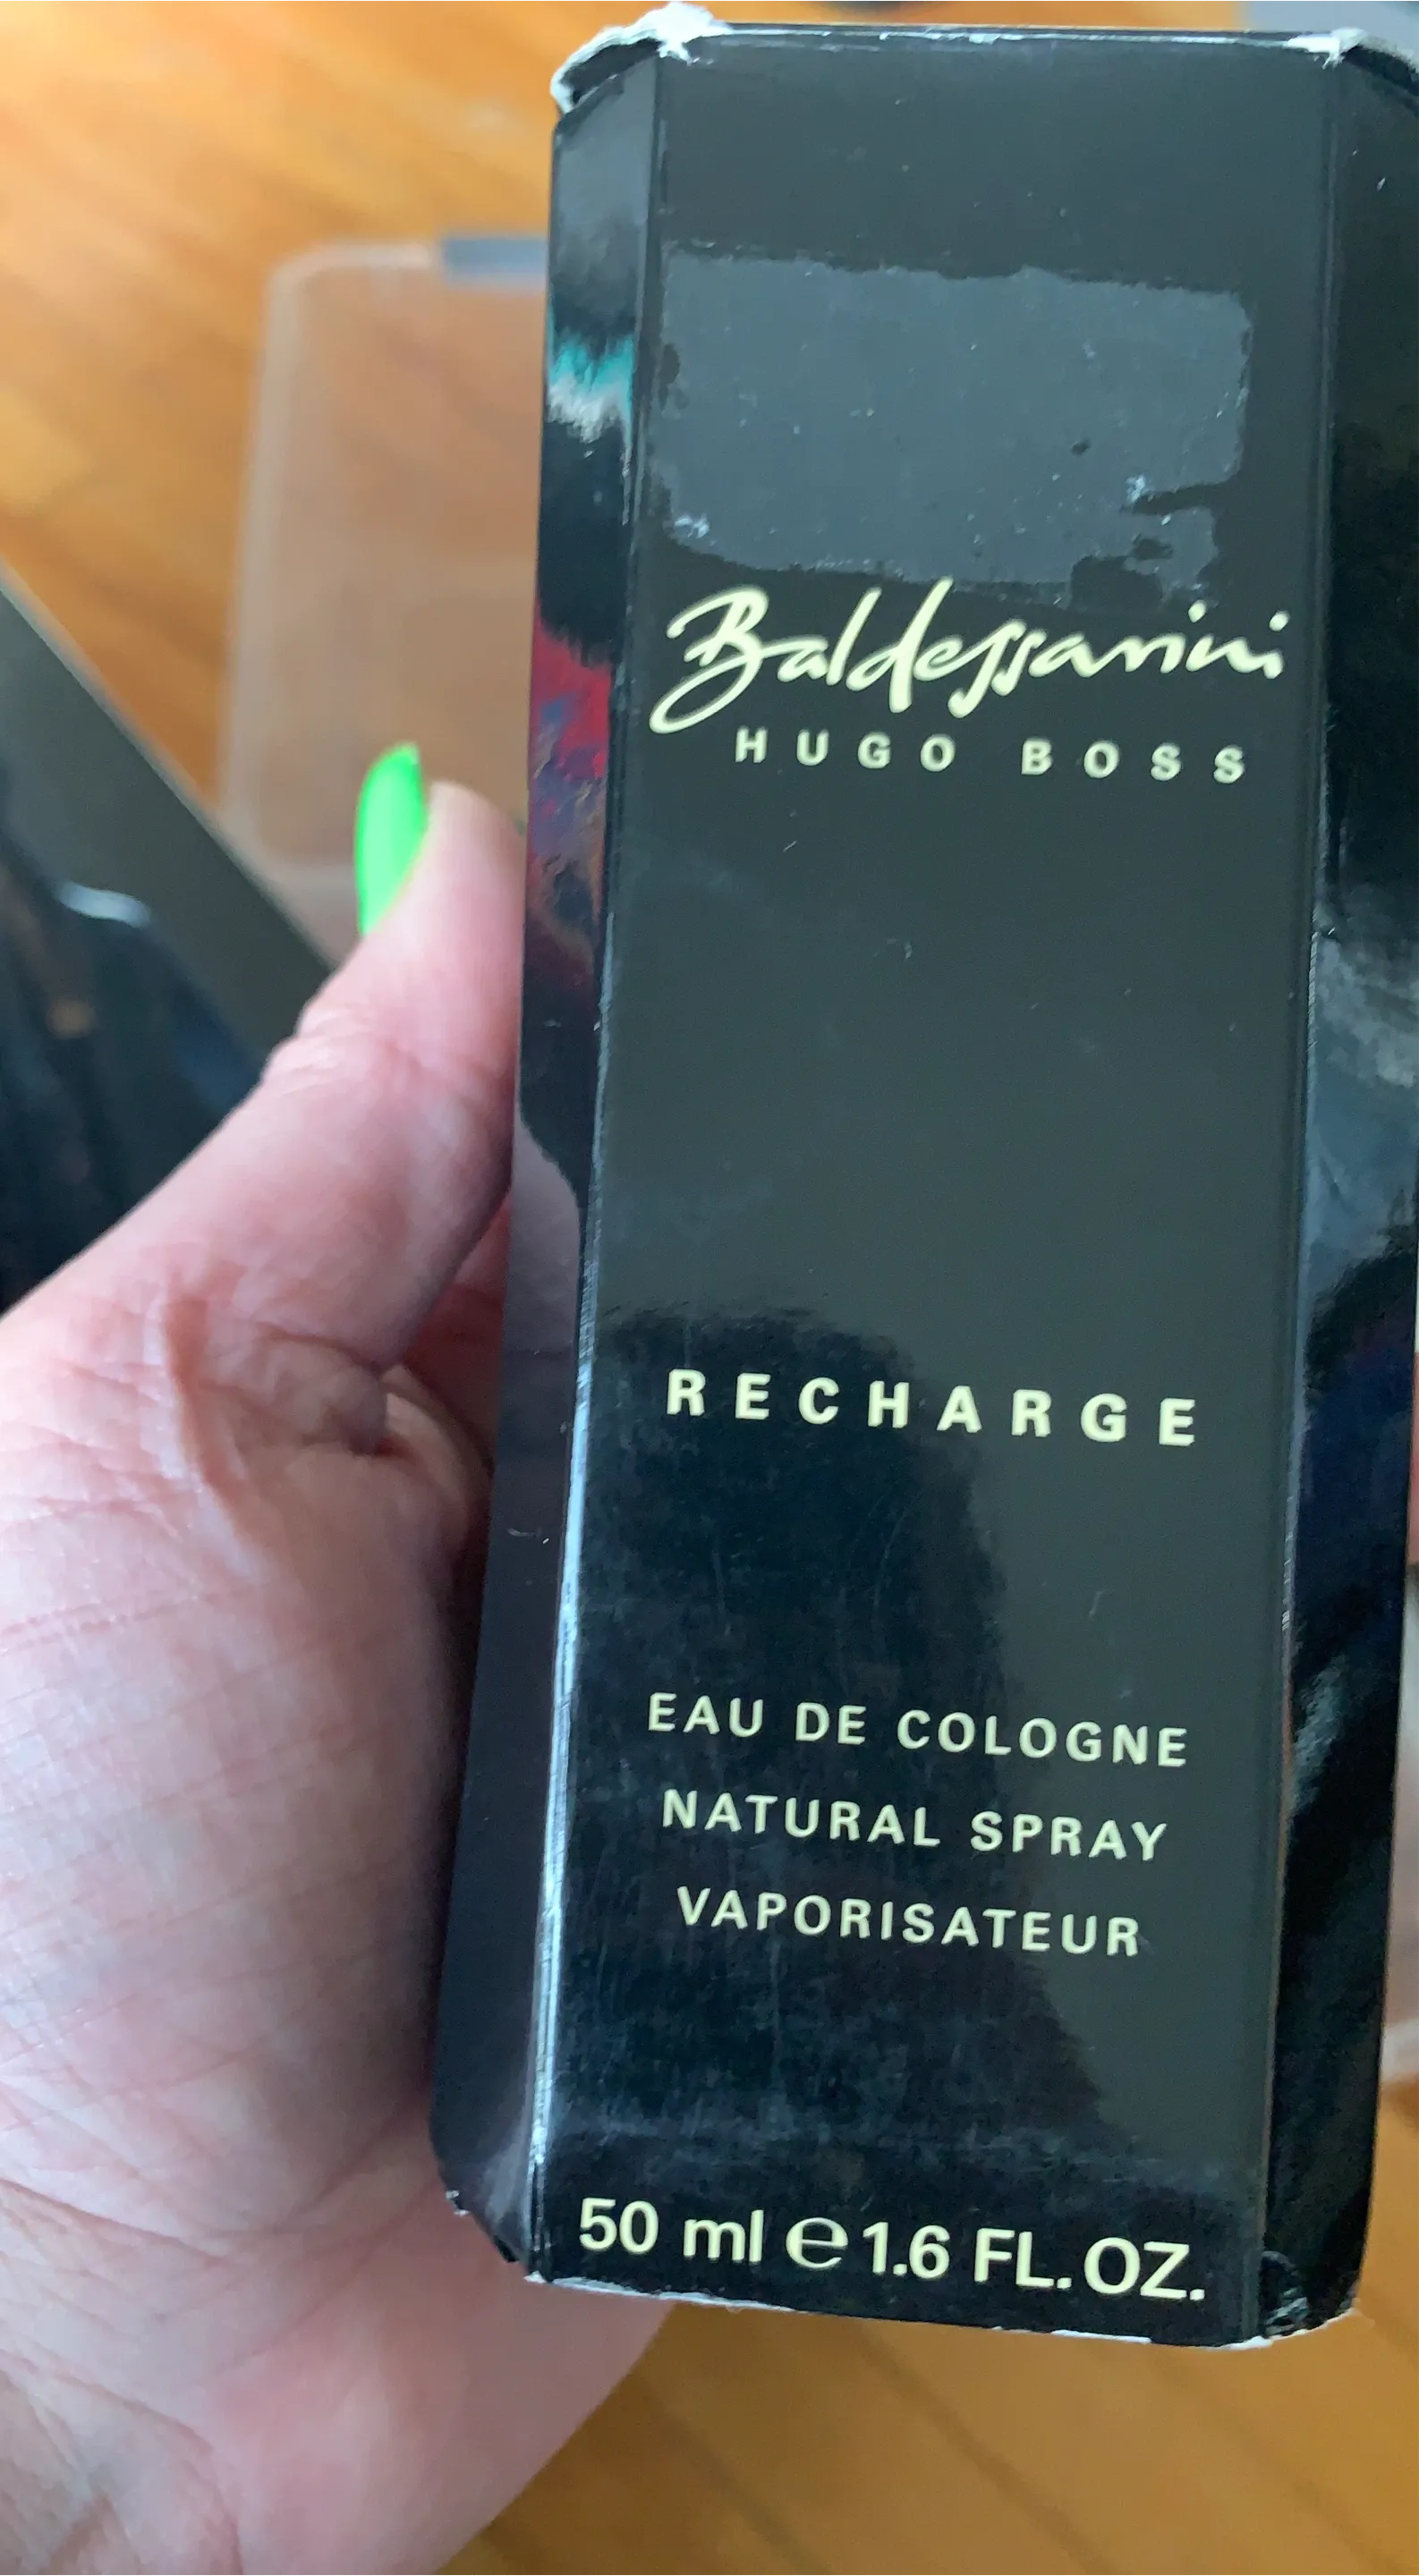 Baldessarini
HUGO BOSS
RECHARGE
EAU DE COLOGNE
NATURAL SPRAY
VAPORISATEUR
50 ml ℮ 1.6 FL.OZ.